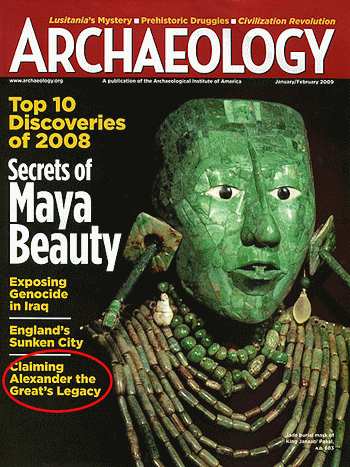 Lusitania's Mystery ■ Prehistoric Druggies ■ Civilization Revolution
ARCHAEOLOGY
www.archaeology.org A publication of the Archaeological Institute of America January/February 2009
Top 10
Discoveries
of 2008
Secrets of
Maya
Beauty
Exposing
Genocide
in Iraq
England's
Sunken City
Claiming
Alexander the
Great's Legacy
Jade burial mask of
King Janaab' Pakal,
A.D. 683